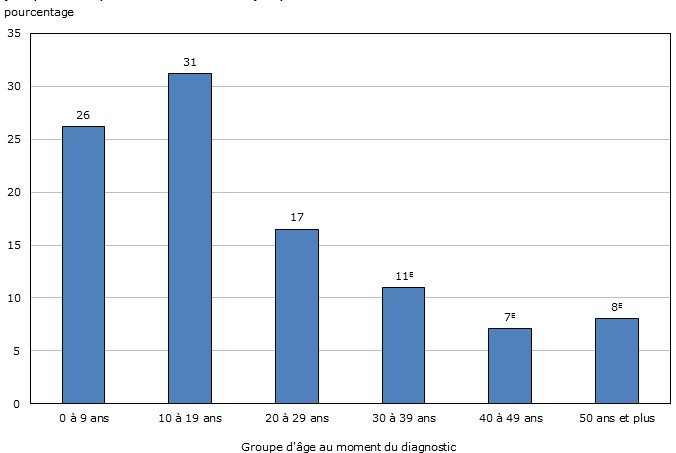 pourcentage
35
30
25
20
15
10
5
0
26
31
17
11ᴱ
7ᴱ
8ᴱ
0 à 9 ans
10 à 19 ans
20 à 29 ans
30 à 39 ans
40 à 49 ans
50 ans et plus
Groupe d'âge au moment du diagnostic